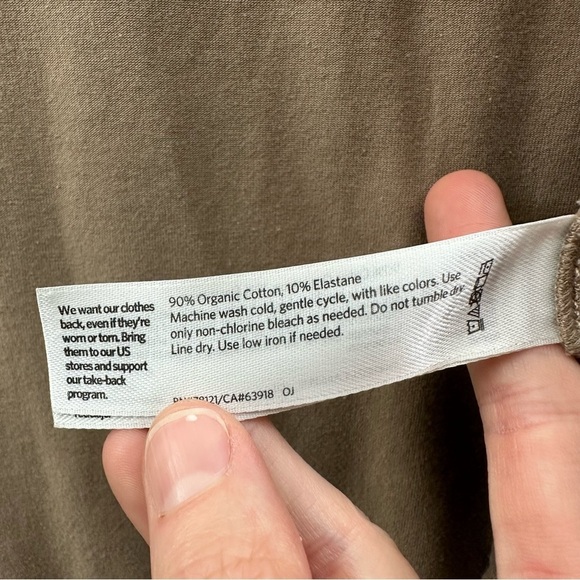 We want our clothes
back, even if they're
worn or torn. Bring
them to our US
stores and support
our take-back
program.
90% Organic Cotton, 10% Elastane
Machine wash cold, gentle cycle, with like colors. Use
only non-chlorine bleach as needed. Do not tumble dry.
Line dry. Use low iron if needed.
/CA#63918 OJ